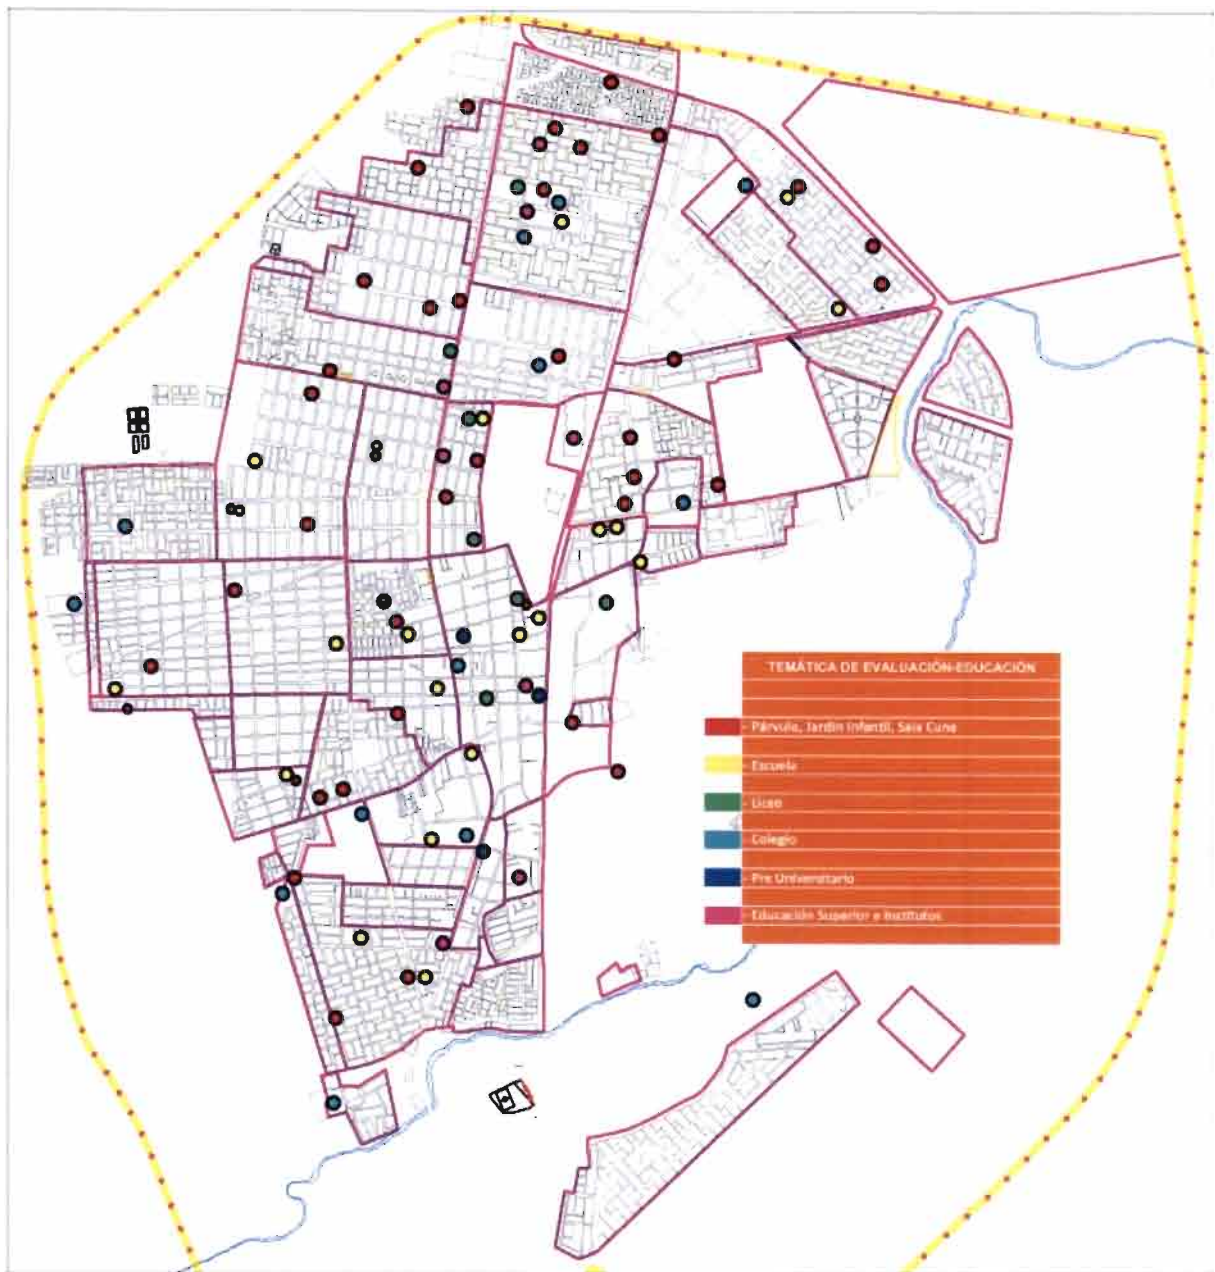 TEMÁTICA DE EVALUACIÓN-EDUCACIÓN
- Párvulo, Jardín Infantil, Sala Cuna
- Escuela
- Liceo
- Colegio
- Pre Universitario
- Educación Superior e Institutos